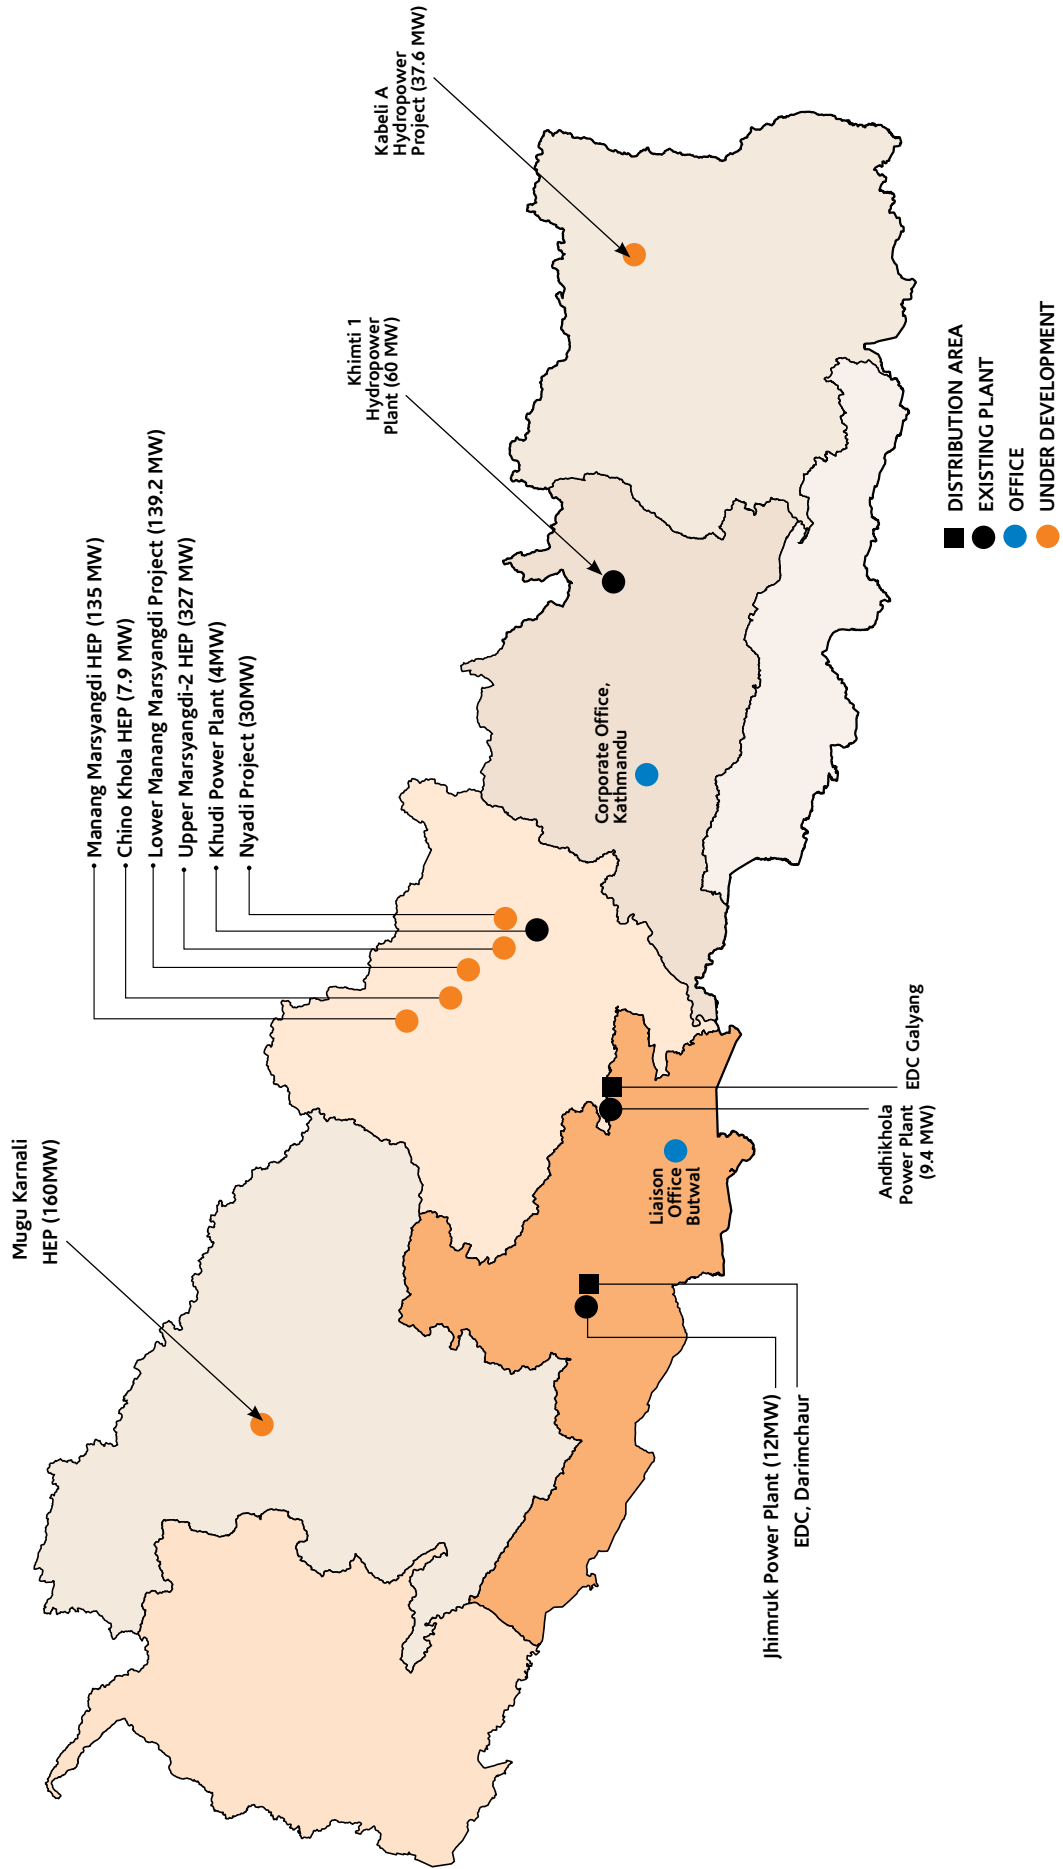 Mugu Karnali
HEP (160MW)
Manang Marsyangdi HEP (135 MW)
Chino Khola HEP (7.9 MW)
Lower Manang Marsyangdi Project (139.2 MW)
Upper Marsyangdi-2 HEP (327 MW)
Khudi Power Plant (4MW)
Nyadi Project (30MW)
Khimti 1
Hydropower
Plant (60 MW)
Kabeli A
Hydropower
Project (37.6 MW)
Corporate Office,
Kathmandu
Liaison
Office
Butwal
Jhimruk Power Plant (12MW)
EDC, Darimchaur
Andhikhola
Power Plant
(9.4 MW)
EDC Galyang
DISTRIBUTION AREA
EXISTING PLANT
OFFICE
UNDER DEVELOPMENT